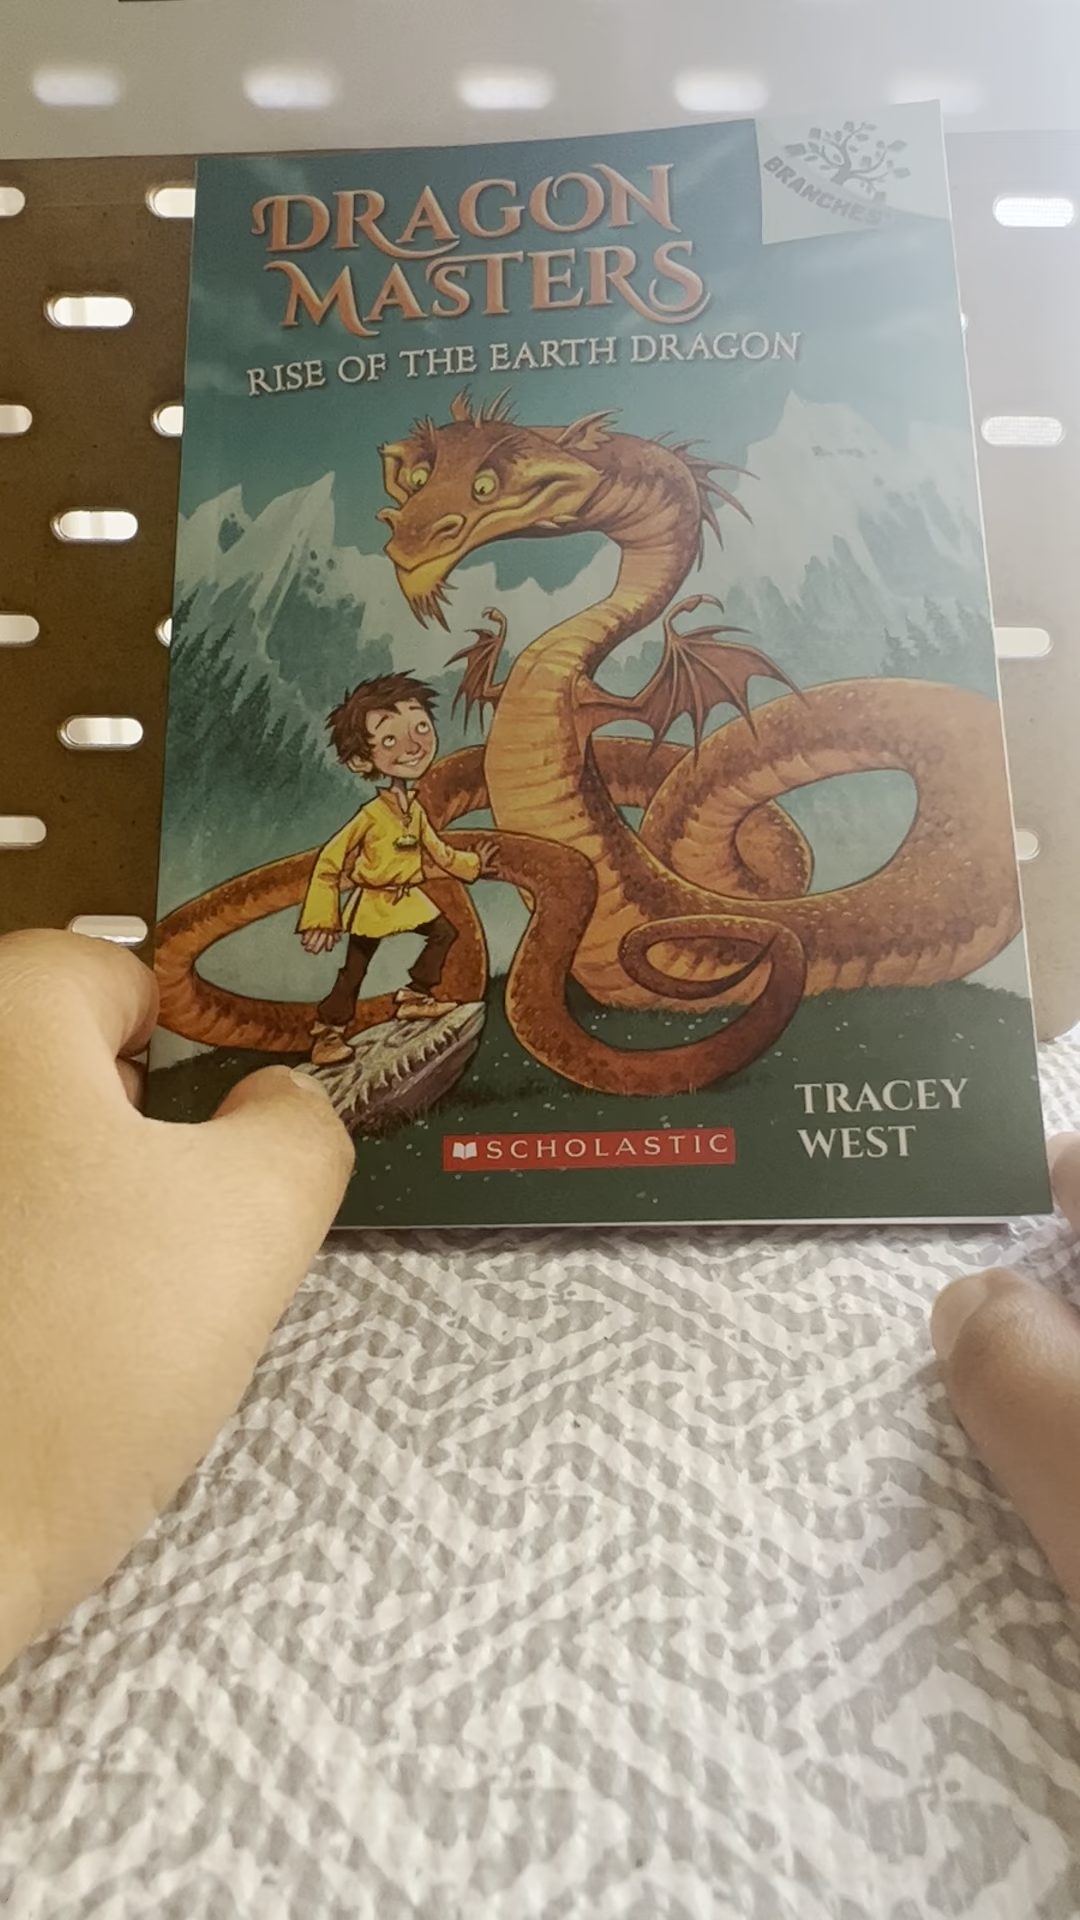 BRANCHES
DRAGON
MASTERS
RISE OF THE EARTH DRAGON
TRACEY
WEST
SCHOLASTIC